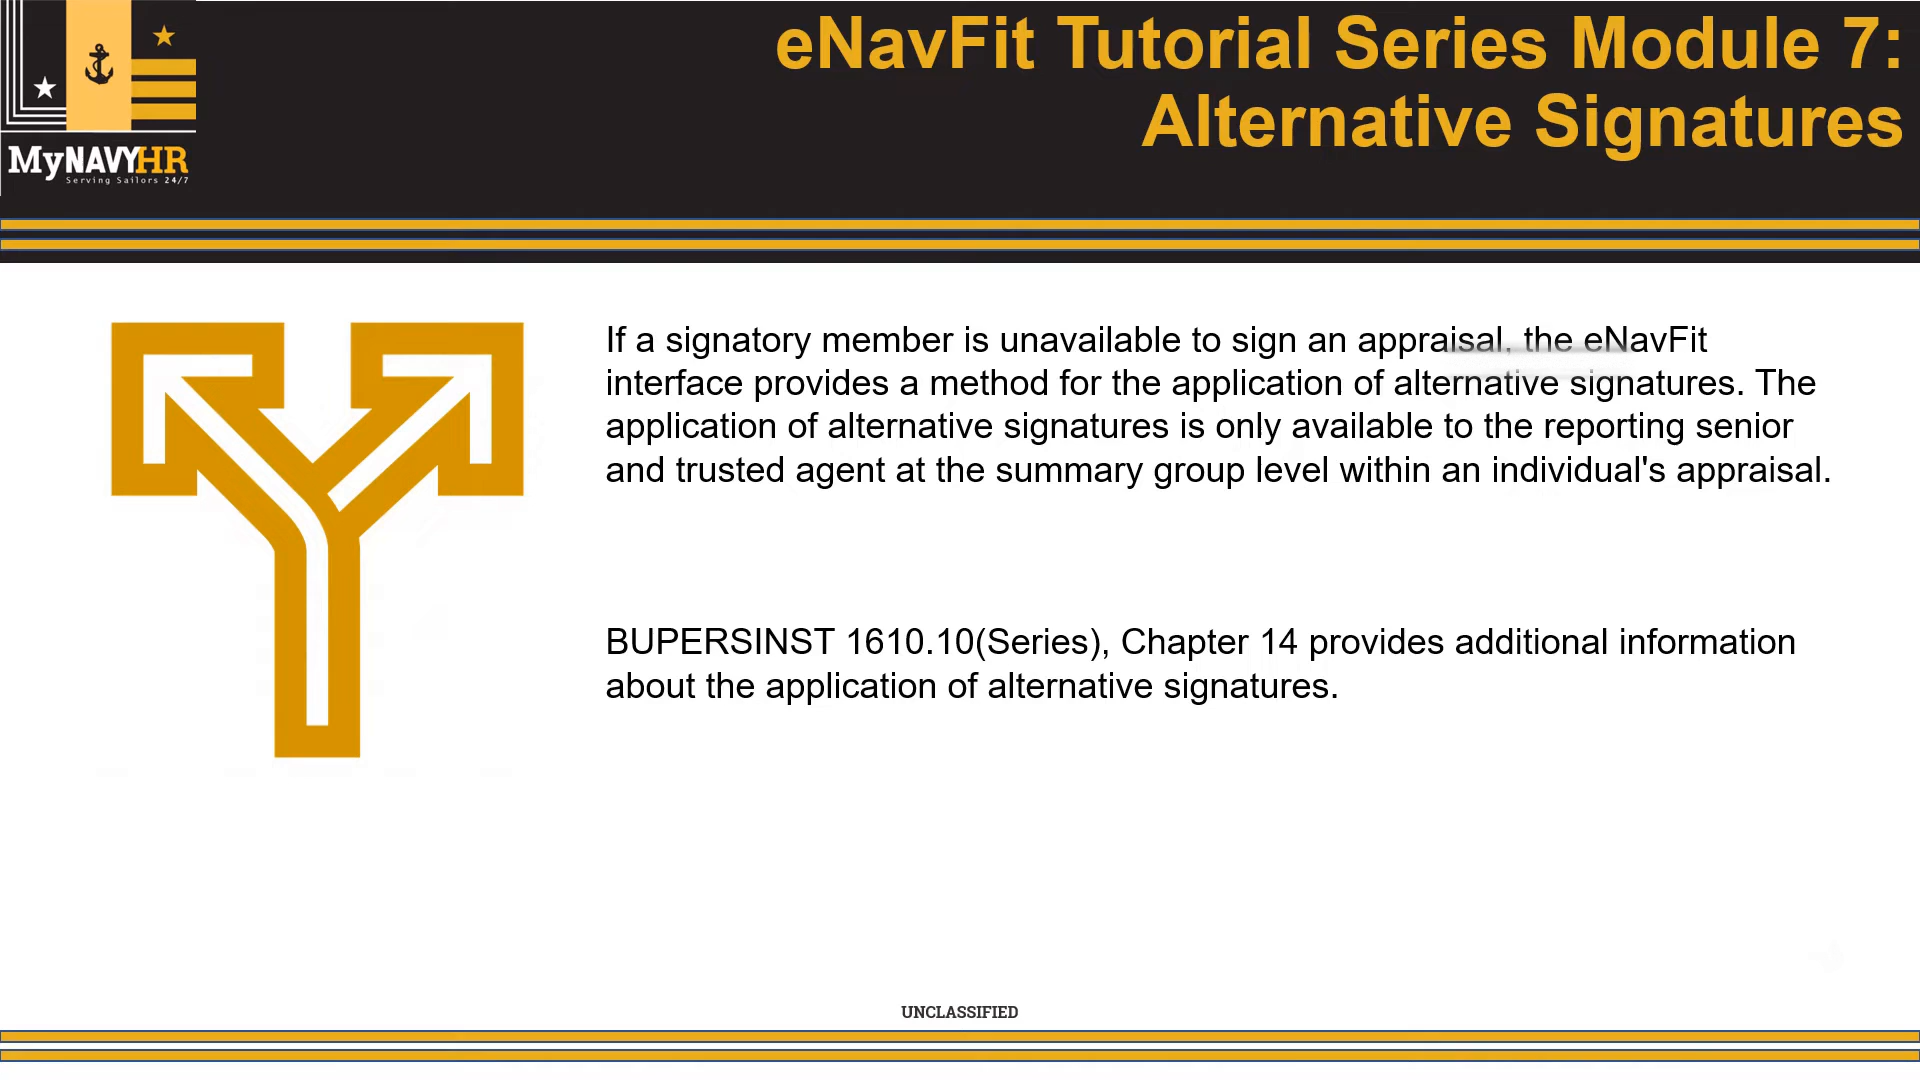 eNavFit Tutorial Series Module 7:
Alternative Signatures
MyNAVYHR
Serving Sailors 24/7
If a signatory member is unavailable to sign an appraisal, the eNavFit
interface provides a method for the application of alternative signatures. The
application of alternative signatures is only available to the reporting senior
and trusted agent at the summary group level within an individual's appraisal.
BUPERSINST 1610.10(Series), Chapter 14 provides additional information
about the application of alternative signatures.
UNCLASSIFIED